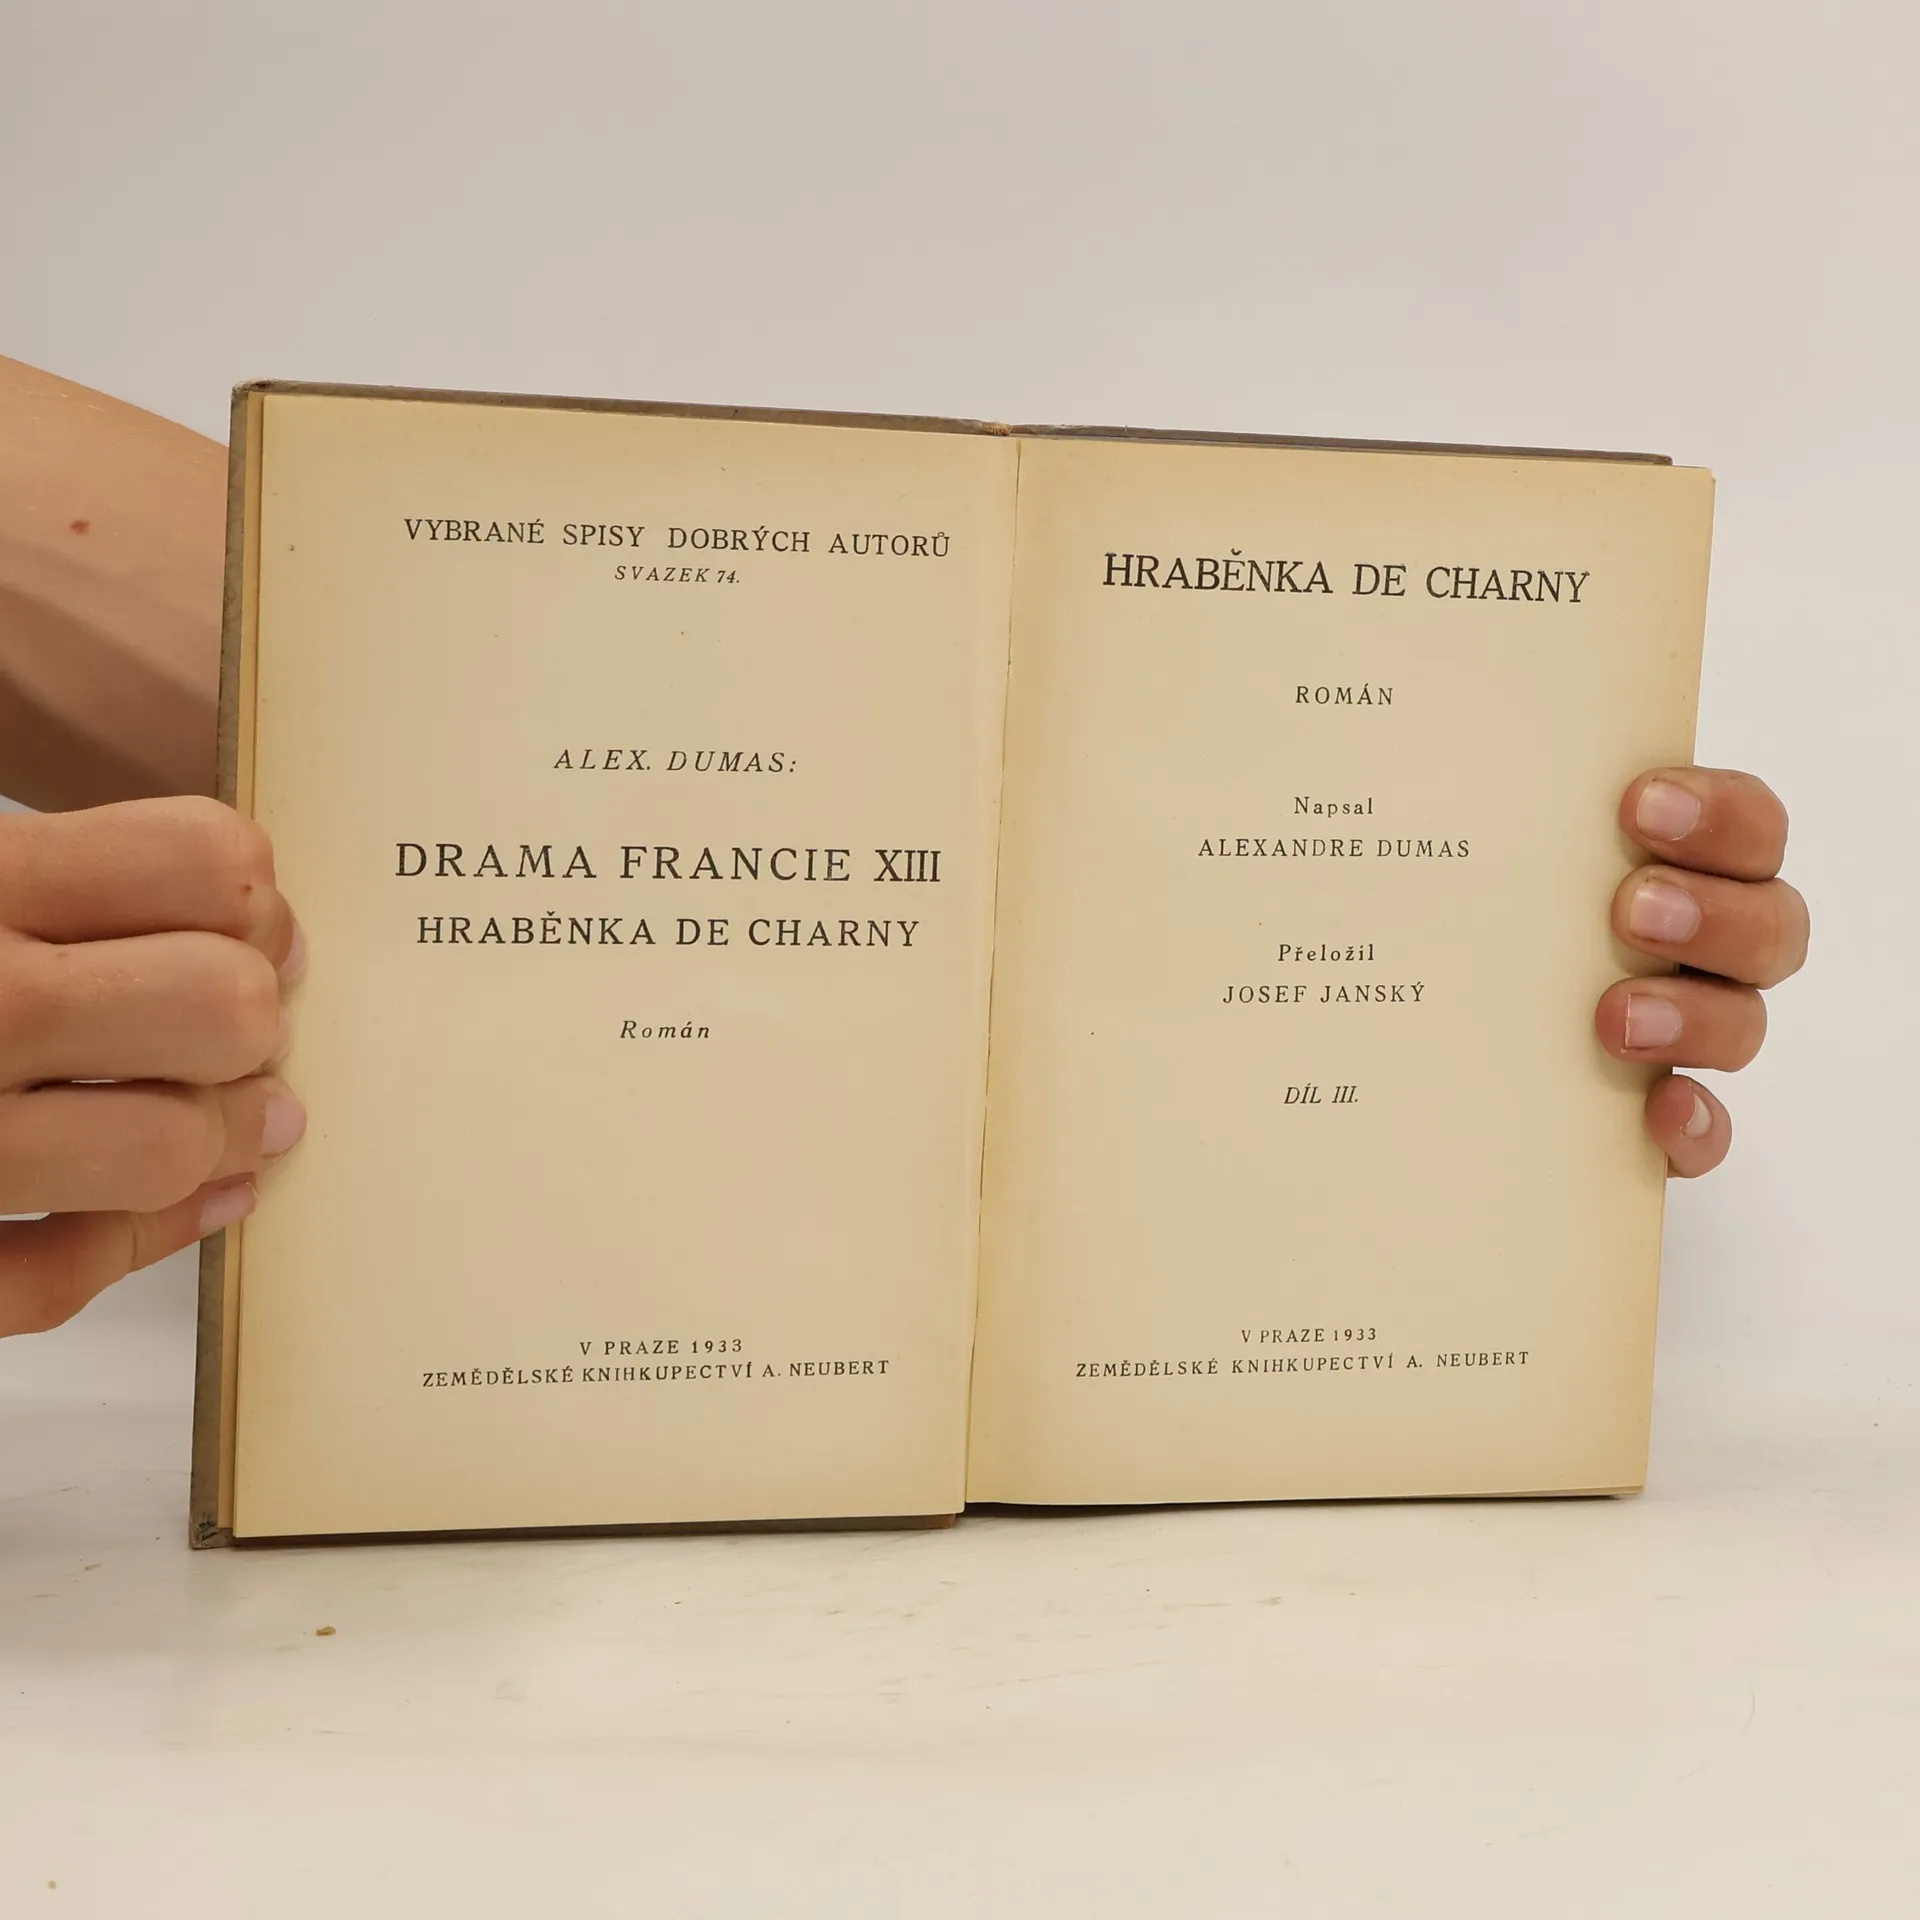 VYBRANÉ SPISY DOBRÝCH AUTORŮ
SVAZEK 74.
ALEX. DUMAS:
DRAMA FRANCIE XIII
HRABĚNKA DE CHARNY
Román
V PRAZE 1933
ZEMĚDĚLSKÉ KNIHKUPECTVÍ A. NEUBERT
HRABĚNKA DE CHARNY
ROMÁN
Napsal
ALEXANDRE DUMAS
Přeložil
JOSEF JANSKÝ
DÍL III.
V PRAZE 1933
ZEMĚDĚLSKÉ KNIHKUPECTVÍ A. NEUBERT